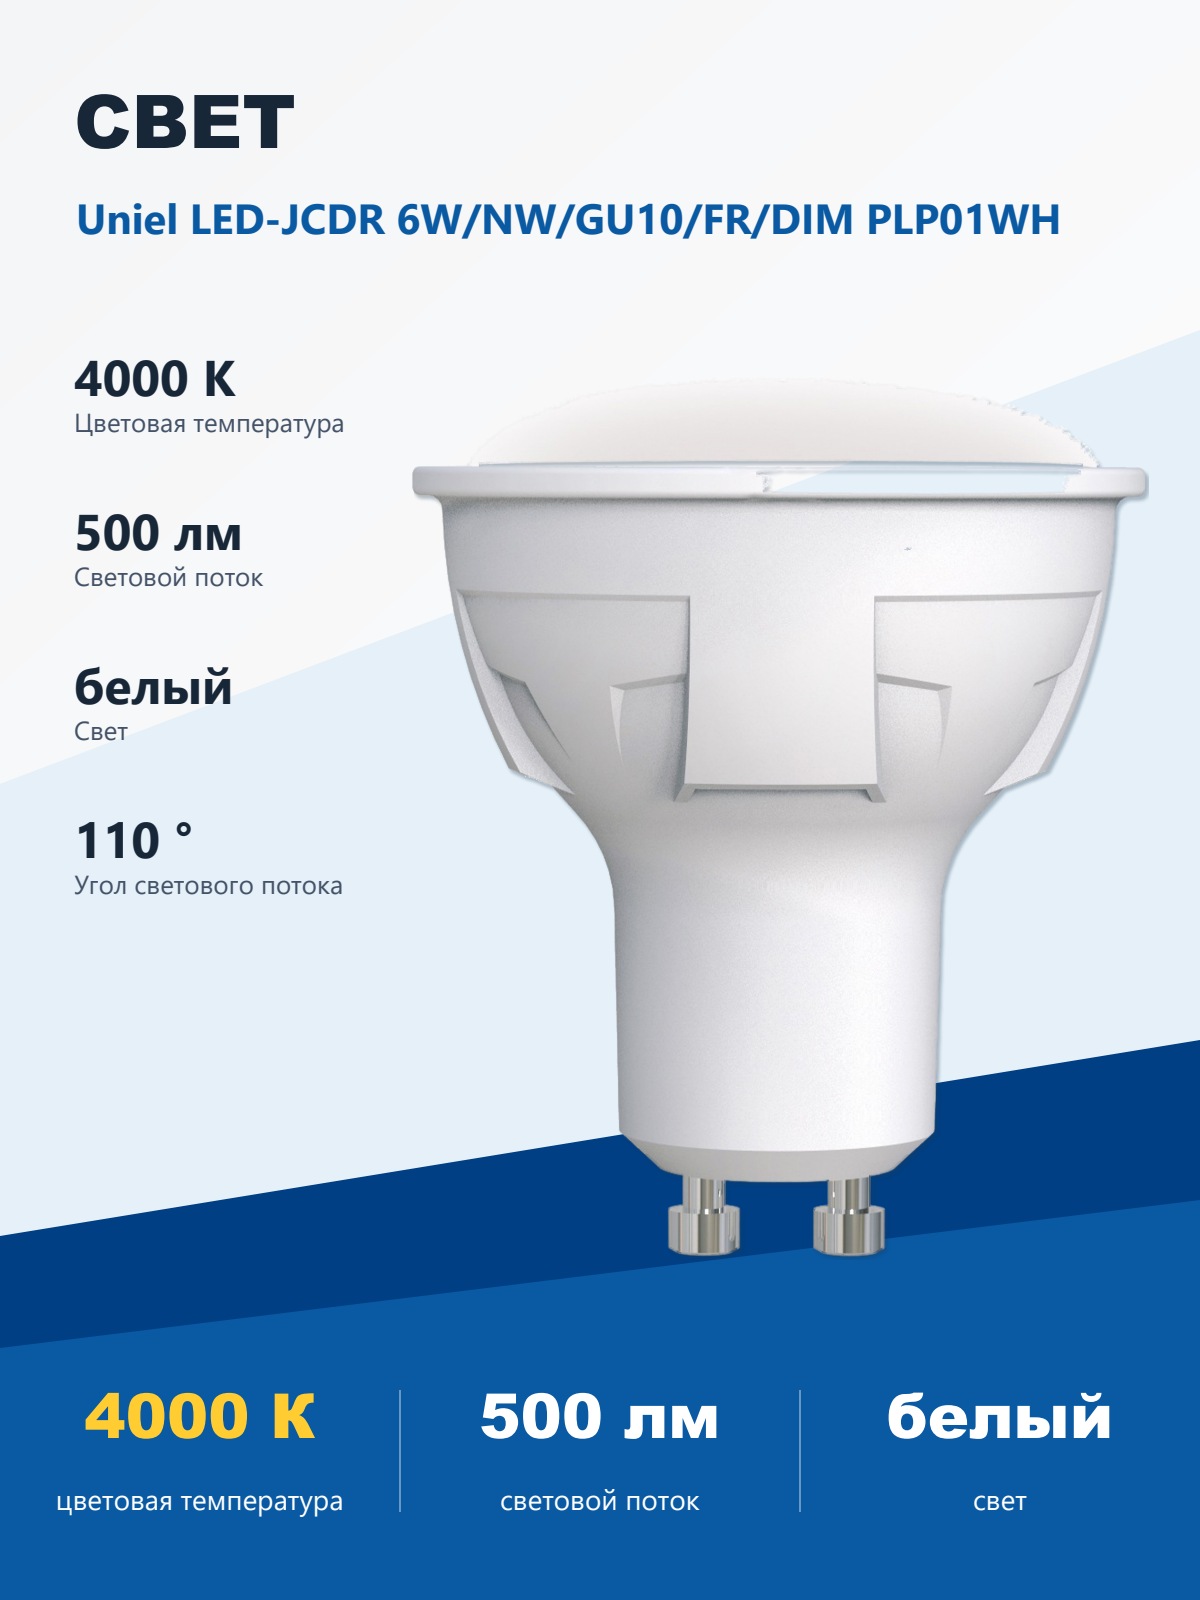 СВЕТ
Uniel LED-JCDR 6W/NW/GU10/FR/DIM PLP01WH
4000 К
Цветовая температура
500 лм
Световой поток
белый
Свет
110 °
Угол светового потока
4000 К
цветовая температура
500 лм
световой поток
белый
свет